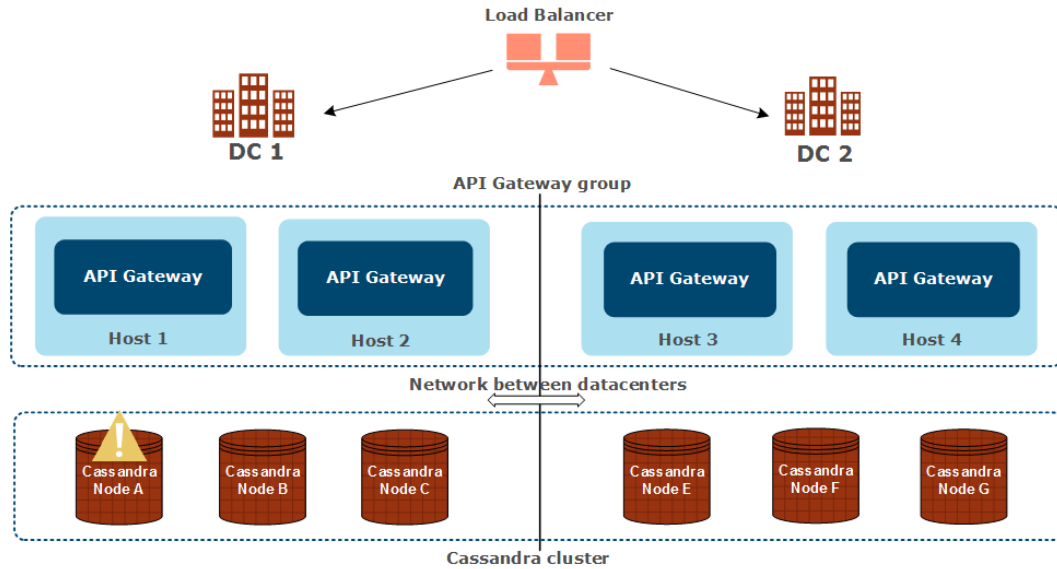 Load Balancer
DC 1
DC 2
API Gateway group
API Gateway
API Gateway
API Gateway
API Gateway
Host 1
Host 2
Host 3
Host 4
Network between datacenters
!
Cassandra
Node A
Cassandra
Node B
Cassandra
Node C
Cassandra
Node E
Cassandra
Node F
Cassandra
Node G
Cassandra cluster